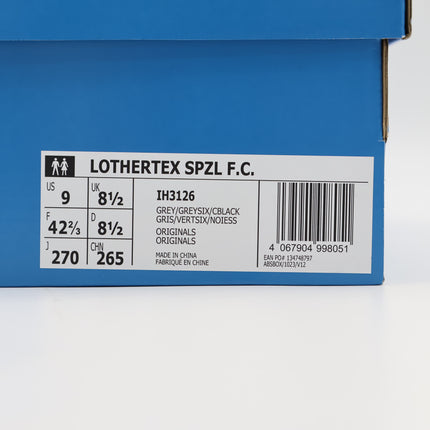 LOTHERTEX SPZL F.C.
US 9 UK 8½
F 42⅔ D 8½
J 270 CHN 265
IH3126
GREY/GREYSIX/CBLACK
GRIS/VERTSIX/NOIESS
ORIGINALS
ORIGINALS
MADE IN CHINA
FABRIQUÉ EN CHINE
4 067904 998051
EAN PO# 134748797
ABSBOX/1023/V12